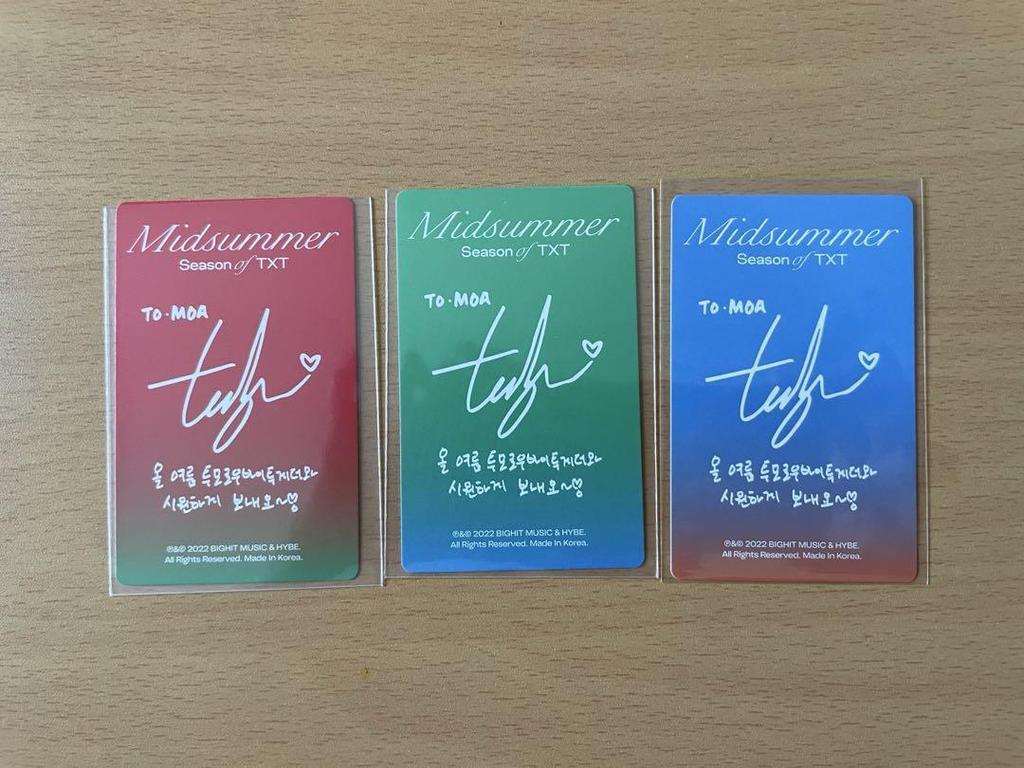 Midsummer
Season of TXT
TO·MOA
올 여름 투모로우바이투게더와
시원하게 보내요~♡
℗&© 2022 BIGHIT MUSIC & HYBE.
All Rights Reserved. Made In Korea.
Midsummer
Season of TXT
TO·MOA
올 여름 투모로우바이투게더와
시원하게 보내요~♡
℗&© 2022 BIGHIT MUSIC & HYBE.
All Rights Reserved. Made In Korea.
Midsummer
Season of TXT
TO·MOA
올 여름 투모로우바이투게더와
시원하게 보내요~♡
℗&© 2022 BIGHIT MUSIC & HYBE.
All Rights Reserved. Made In Korea.